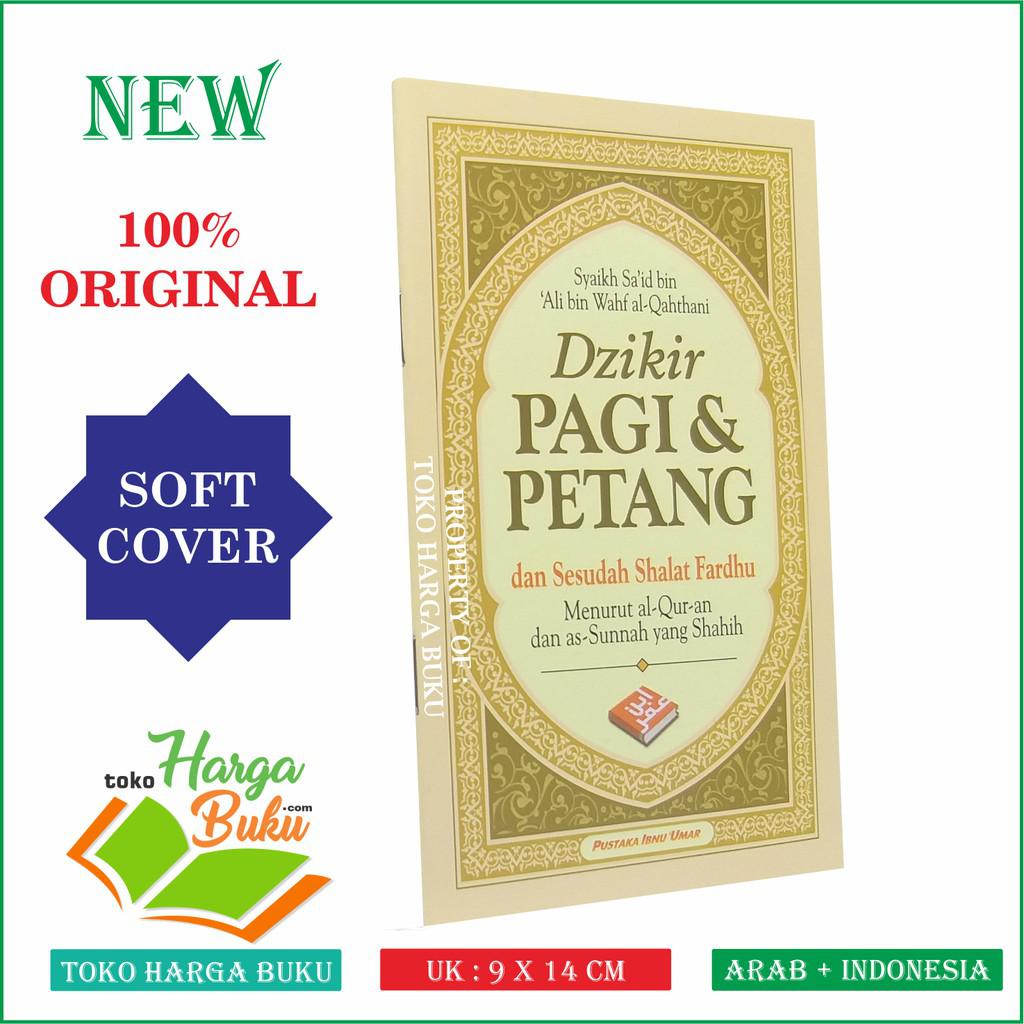 NEW
100%
ORIGINAL
SOFT
COVER
toko Harga
Buku.com
TOKO HARGA BUKU
UK : 9 X 14 CM
ARAB + INDONESIA
Syaikh Sa'id bin
'Ali bin Wahf al-Qahthani
Dzikir
PAGI &
PETANG
dan Sesudah Shalat Fardhu
Menurut al-Qur-an
dan as-Sunnah yang Shahih
PUSTAKA IBNU 'UMAR
PROPERTY OF :
TOKO HARGA BUKU